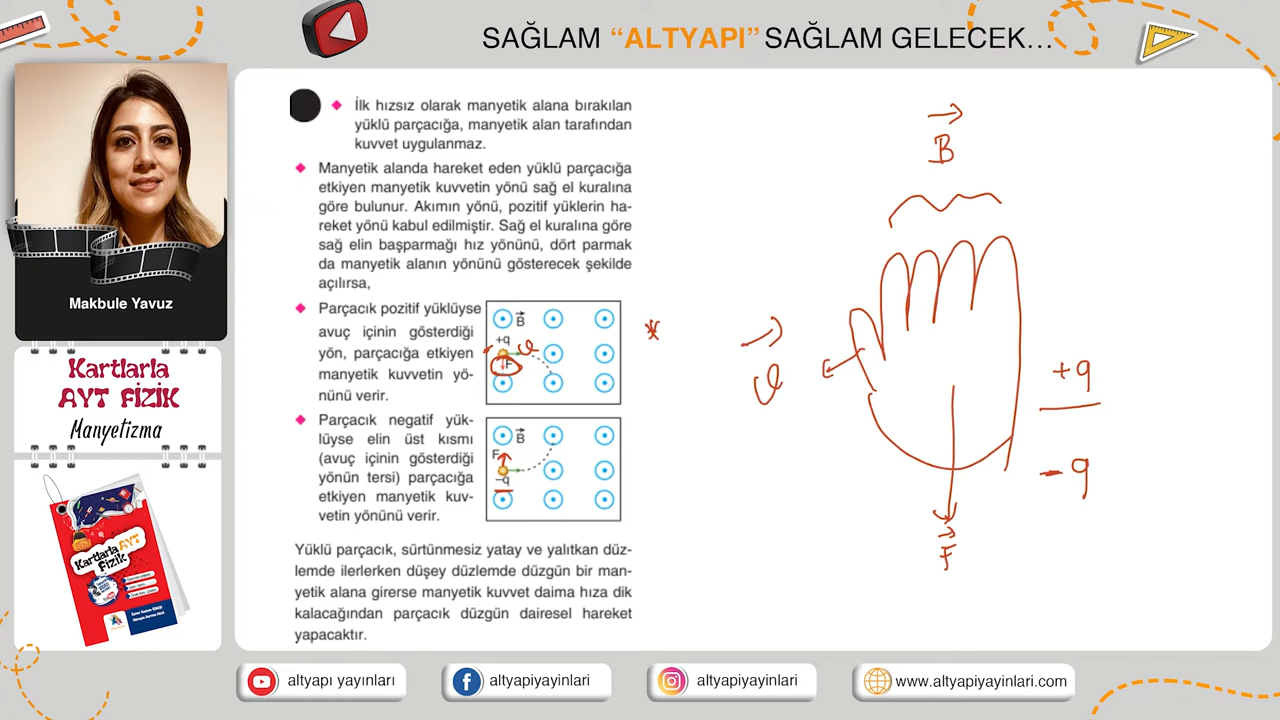 SAĞLAM “ALTYAPI” SAĞLAM GELECEK...
Makbule Yavuz
Kartlarla
AYT FİZİK
Manyetizma
Kartlarla AYT
Fizik
İlk hızsız olarak manyetik alana bırakılan
yüklü parçacığa, manyetik alan tarafından
kuvvet uygulanmaz.
Manyetik alanda hareket eden yüklü parçacığa
etkiyen manyetik kuvvetin yönü sağ el kuralına
göre bulunur. Akımın yönü, pozitif yüklerin ha-
reket yönü kabul edilmiştir. Sağ el kuralına göre
sağ elin başparmağı hız yönünü, dört parmak
da manyetik alanın yönünü gösterecek şekilde
açılırsa,
Parçacık pozitif yüklüyse
avuç içinin gösterdiği
yön, parçacığa etkiyen
manyetik kuvvetin yö-
nünü verir.
B
+q
ϑ
F
Parçacık negatif yük-
lüyse elin üst kısmı
(avuç içinin gösterdiği
yönün tersi) parçacığa
etkiyen manyetik kuv-
vetin yönünü verir.
B
F
−q
Yüklü parçacık, sürtünmesiz yatay ve yalıtkan düz-
lemde ilerlerken düşey düzlemde düzgün bir man-
yetik alana girerse manyetik kuvvet daima hıza dik
kalacağından parçacık düzgün dairesel hareket
yapacaktır.
*
B
ϑ
+q
-q
F
altyapı yayınları
altyapiyayinlari
altyapiyayinlari
www.altyapiyayinlari.com